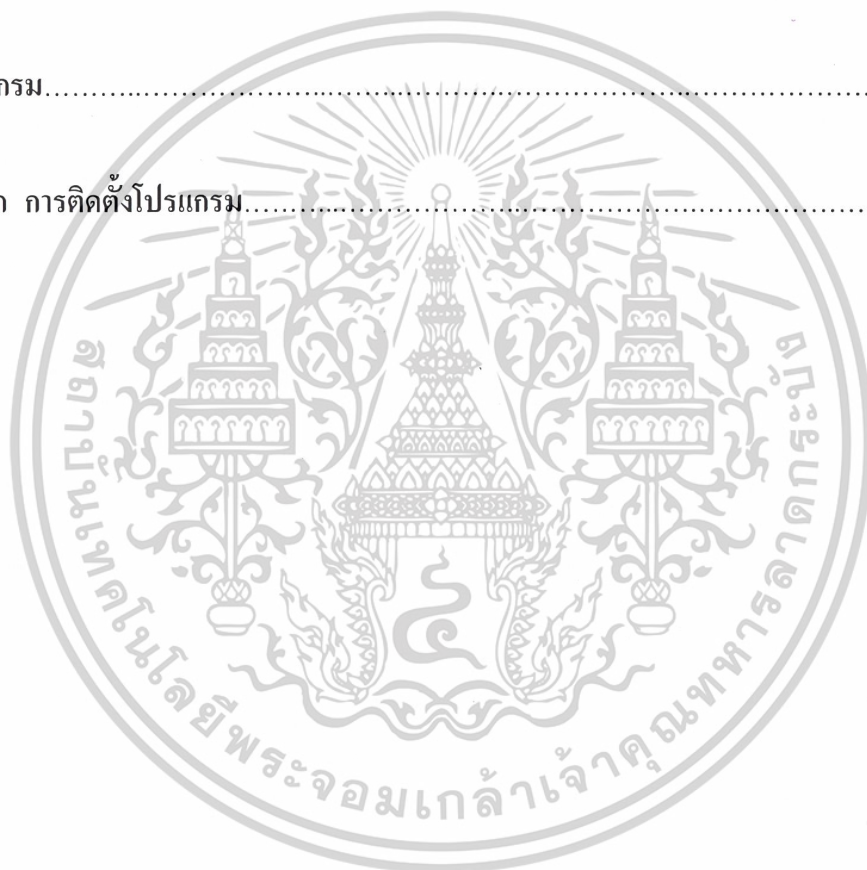 กรม
การติดตั้งโปรแกรม
สถาบันเทคโนโลยีพระจอมเกล้าเจ้าคุณทหารลาดกระบัง